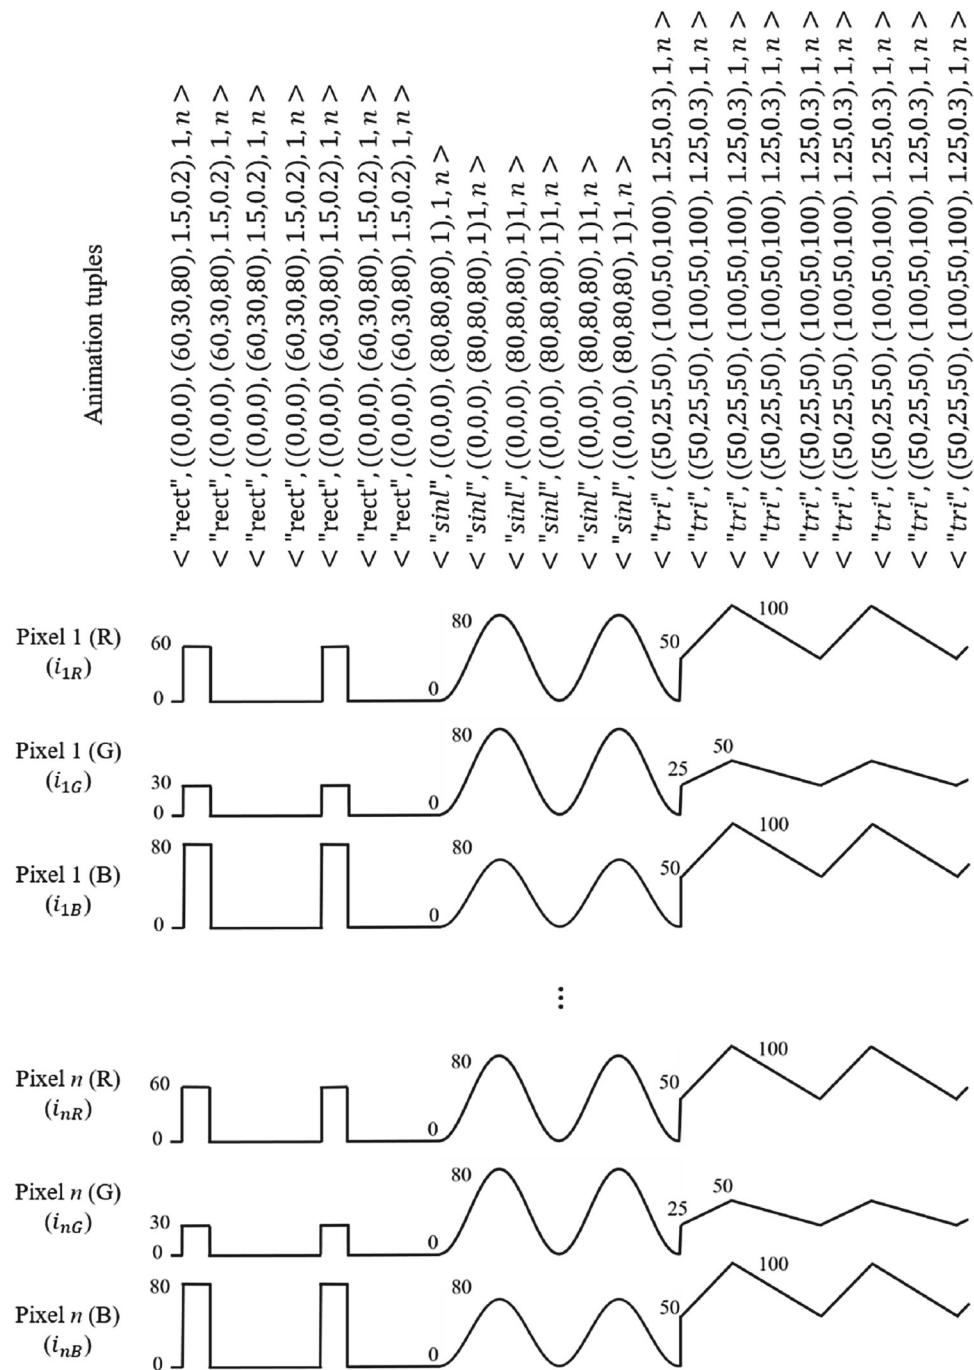 Animation tuples
< "rect", ((0,0,0), (60,30,80), 1.5,0.2), 1, n >
< "rect", ((0,0,0), (60,30,80), 1.5,0.2), 1, n >
< "rect", ((0,0,0), (60,30,80), 1.5,0.2), 1, n >
< "rect", ((0,0,0), (60,30,80), 1.5,0.2), 1, n >
< "rect", ((0,0,0), (60,30,80), 1.5,0.2), 1, n >
< "rect", ((0,0,0), (60,30,80), 1.5,0.2), 1, n >
< "rect", ((0,0,0), (60,30,80), 1.5,0.2), 1, n >
< "sinl", ((0,0,0), (80,80,80), 1), 1, n >
< "sinl", ((0,0,0), (80,80,80), 1)1, n >
< "sinl", ((0,0,0), (80,80,80), 1)1, n >
< "sinl", ((0,0,0), (80,80,80), 1)1, n >
< "sinl", ((0,0,0), (80,80,80), 1)1, n >
< "sinl", ((0,0,0), (80,80,80), 1)1, n >
< "tri", ((50,25,50), (100,50,100), 1.25,0.3), 1, n >
< "tri", ((50,25,50), (100,50,100), 1.25,0.3), 1, n >
< "tri", ((50,25,50), (100,50,100), 1.25,0.3), 1, n >
< "tri", ((50,25,50), (100,50,100), 1.25,0.3), 1, n >
< "tri", ((50,25,50), (100,50,100), 1.25,0.3), 1, n >
< "tri", ((50,25,50), (100,50,100), 1.25,0.3), 1, n >
< "tri", ((50,25,50), (100,50,100), 1.25,0.3), 1, n >
< "tri", ((50,25,50), (100,50,100), 1.25,0.3), 1, n >
< "tri", ((50,25,50), (100,50,100), 1.25,0.3), 1, n >
Pixel 1 (R)
(i1R)
60
0
80
0
50
100
Pixel 1 (G)
(i1G)
30
0
80
0
25
50
Pixel 1 (B)
(i1B)
80
0
80
0
50
100
...
Pixel n (R)
(inR)
60
0
80
0
50
100
Pixel n (G)
(inG)
30
0
80
0
25
50
Pixel n (B)
(inB)
80
0
80
0
50
100